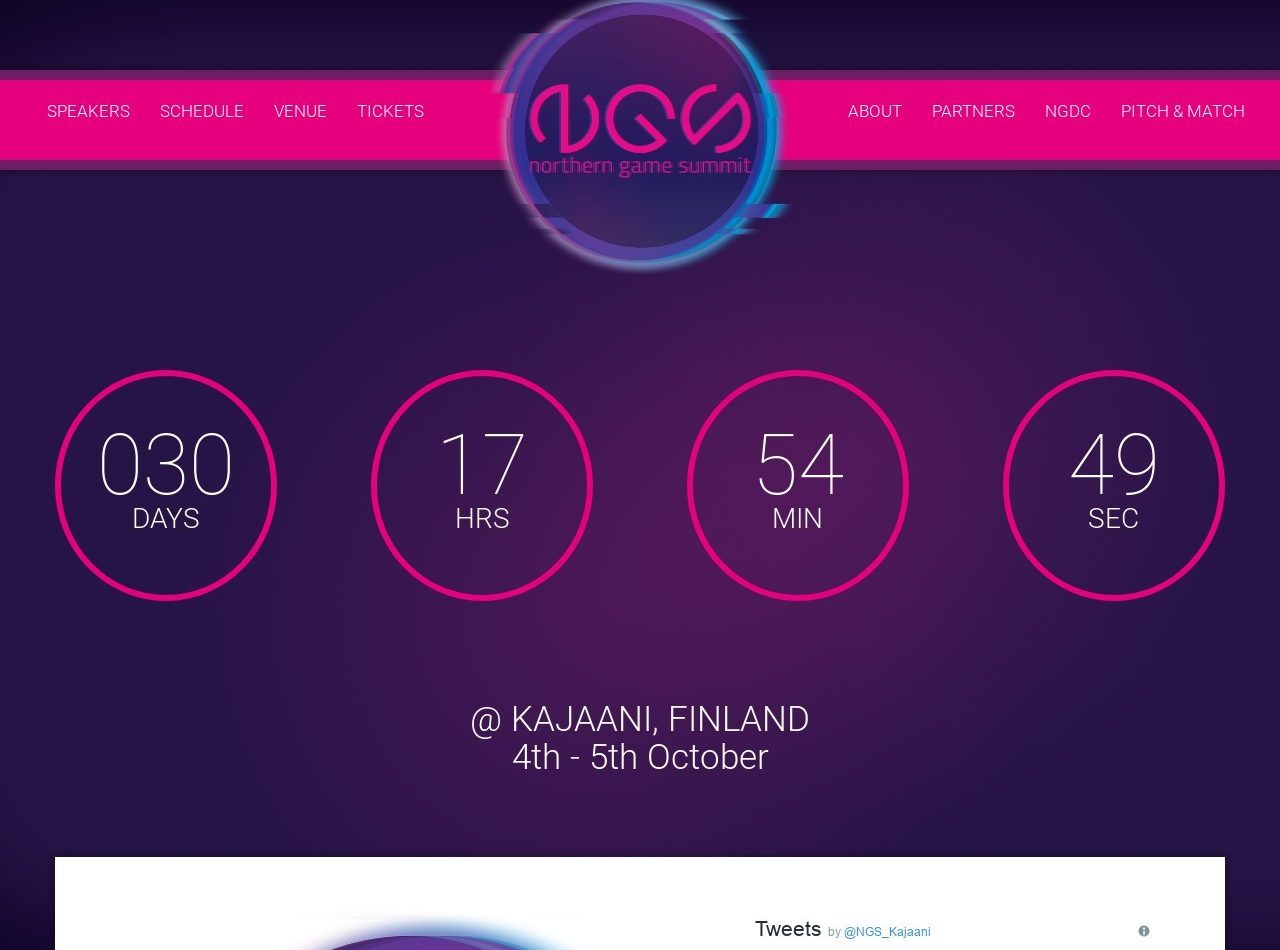 SPEAKERS SCHEDULE VENUE TICKETS
NGS
northern game summit
ABOUT PARTNERS NGDC PITCH & MATCH
030
DAYS
17
HRS
54
MIN
49
SEC
@ KAJAANI, FINLAND
4th - 5th October
Tweets by @NGS_Kajaani